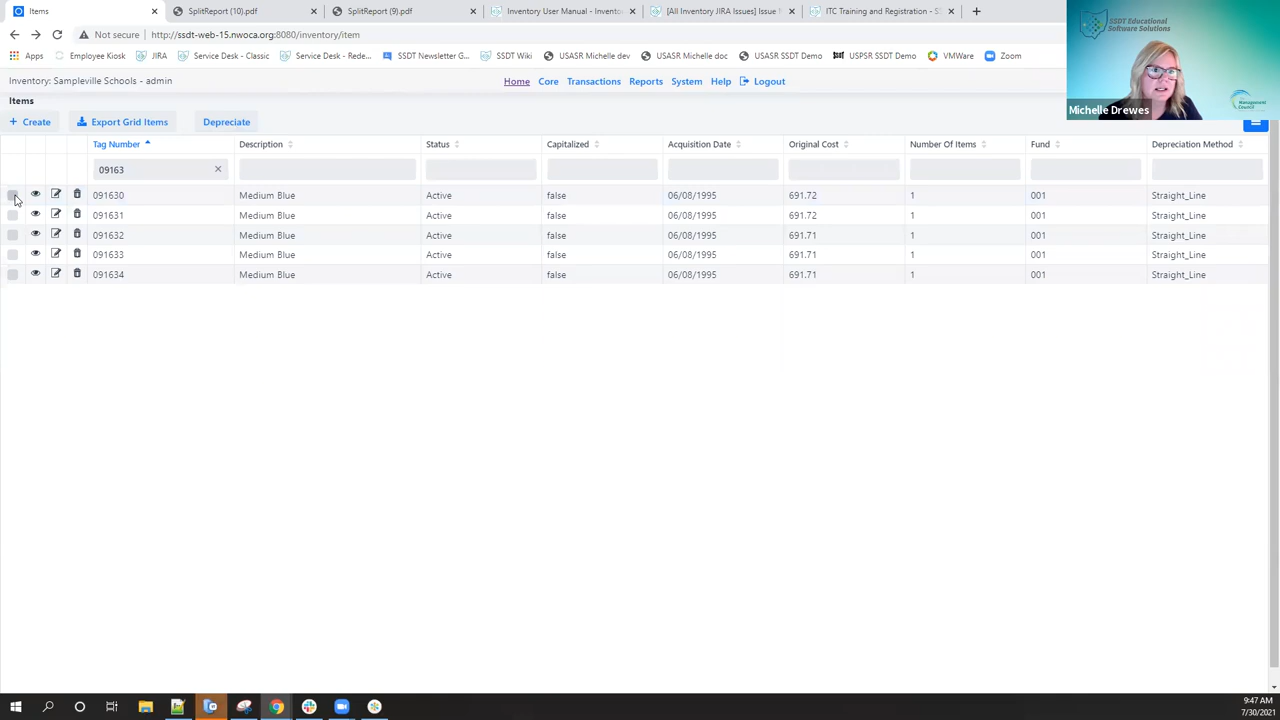 Items
SplitReport (10).pdf
SplitReport (9).pdf
Inventory User Manual - Invento
[All Inventory JIRA Issues] Issue N
ITC Training and Registration - SS
Not secure
http://ssdt-web-15.nwoca.org:8080/inventory/item
Apps
Employee Kiosk
JIRA
Service Desk - Classic
Service Desk - Rede...
SSDT Newsletter G...
SSDT Wiki
USASR Michelle dev
USASR Michelle doc
USASR SSDT Demo
USPSR SSDT Demo
VMWare
Zoom
SSDT Educational
Software Solutions
Management
Council
Michelle Drewes
Inventory: Sampleville Schools - admin
Home Core Transactions Reports System Help Logout
Items
+ Create Export Grid Items Depreciate
Tag Number Description Status Capitalized Acquisition Date Original Cost Number Of Items Fund Depreciation Method
09163
091630 Medium Blue Active false 06/08/1995 691.72 1 001 Straight_Line
091631 Medium Blue Active false 06/08/1995 691.72 1 001 Straight_Line
091632 Medium Blue Active false 06/08/1995 691.71 1 001 Straight_Line
091633 Medium Blue Active false 06/08/1995 691.71 1 001 Straight_Line
091634 Medium Blue Active false 06/08/1995 691.71 1 001 Straight_Line
9:47 AM
7/30/2021